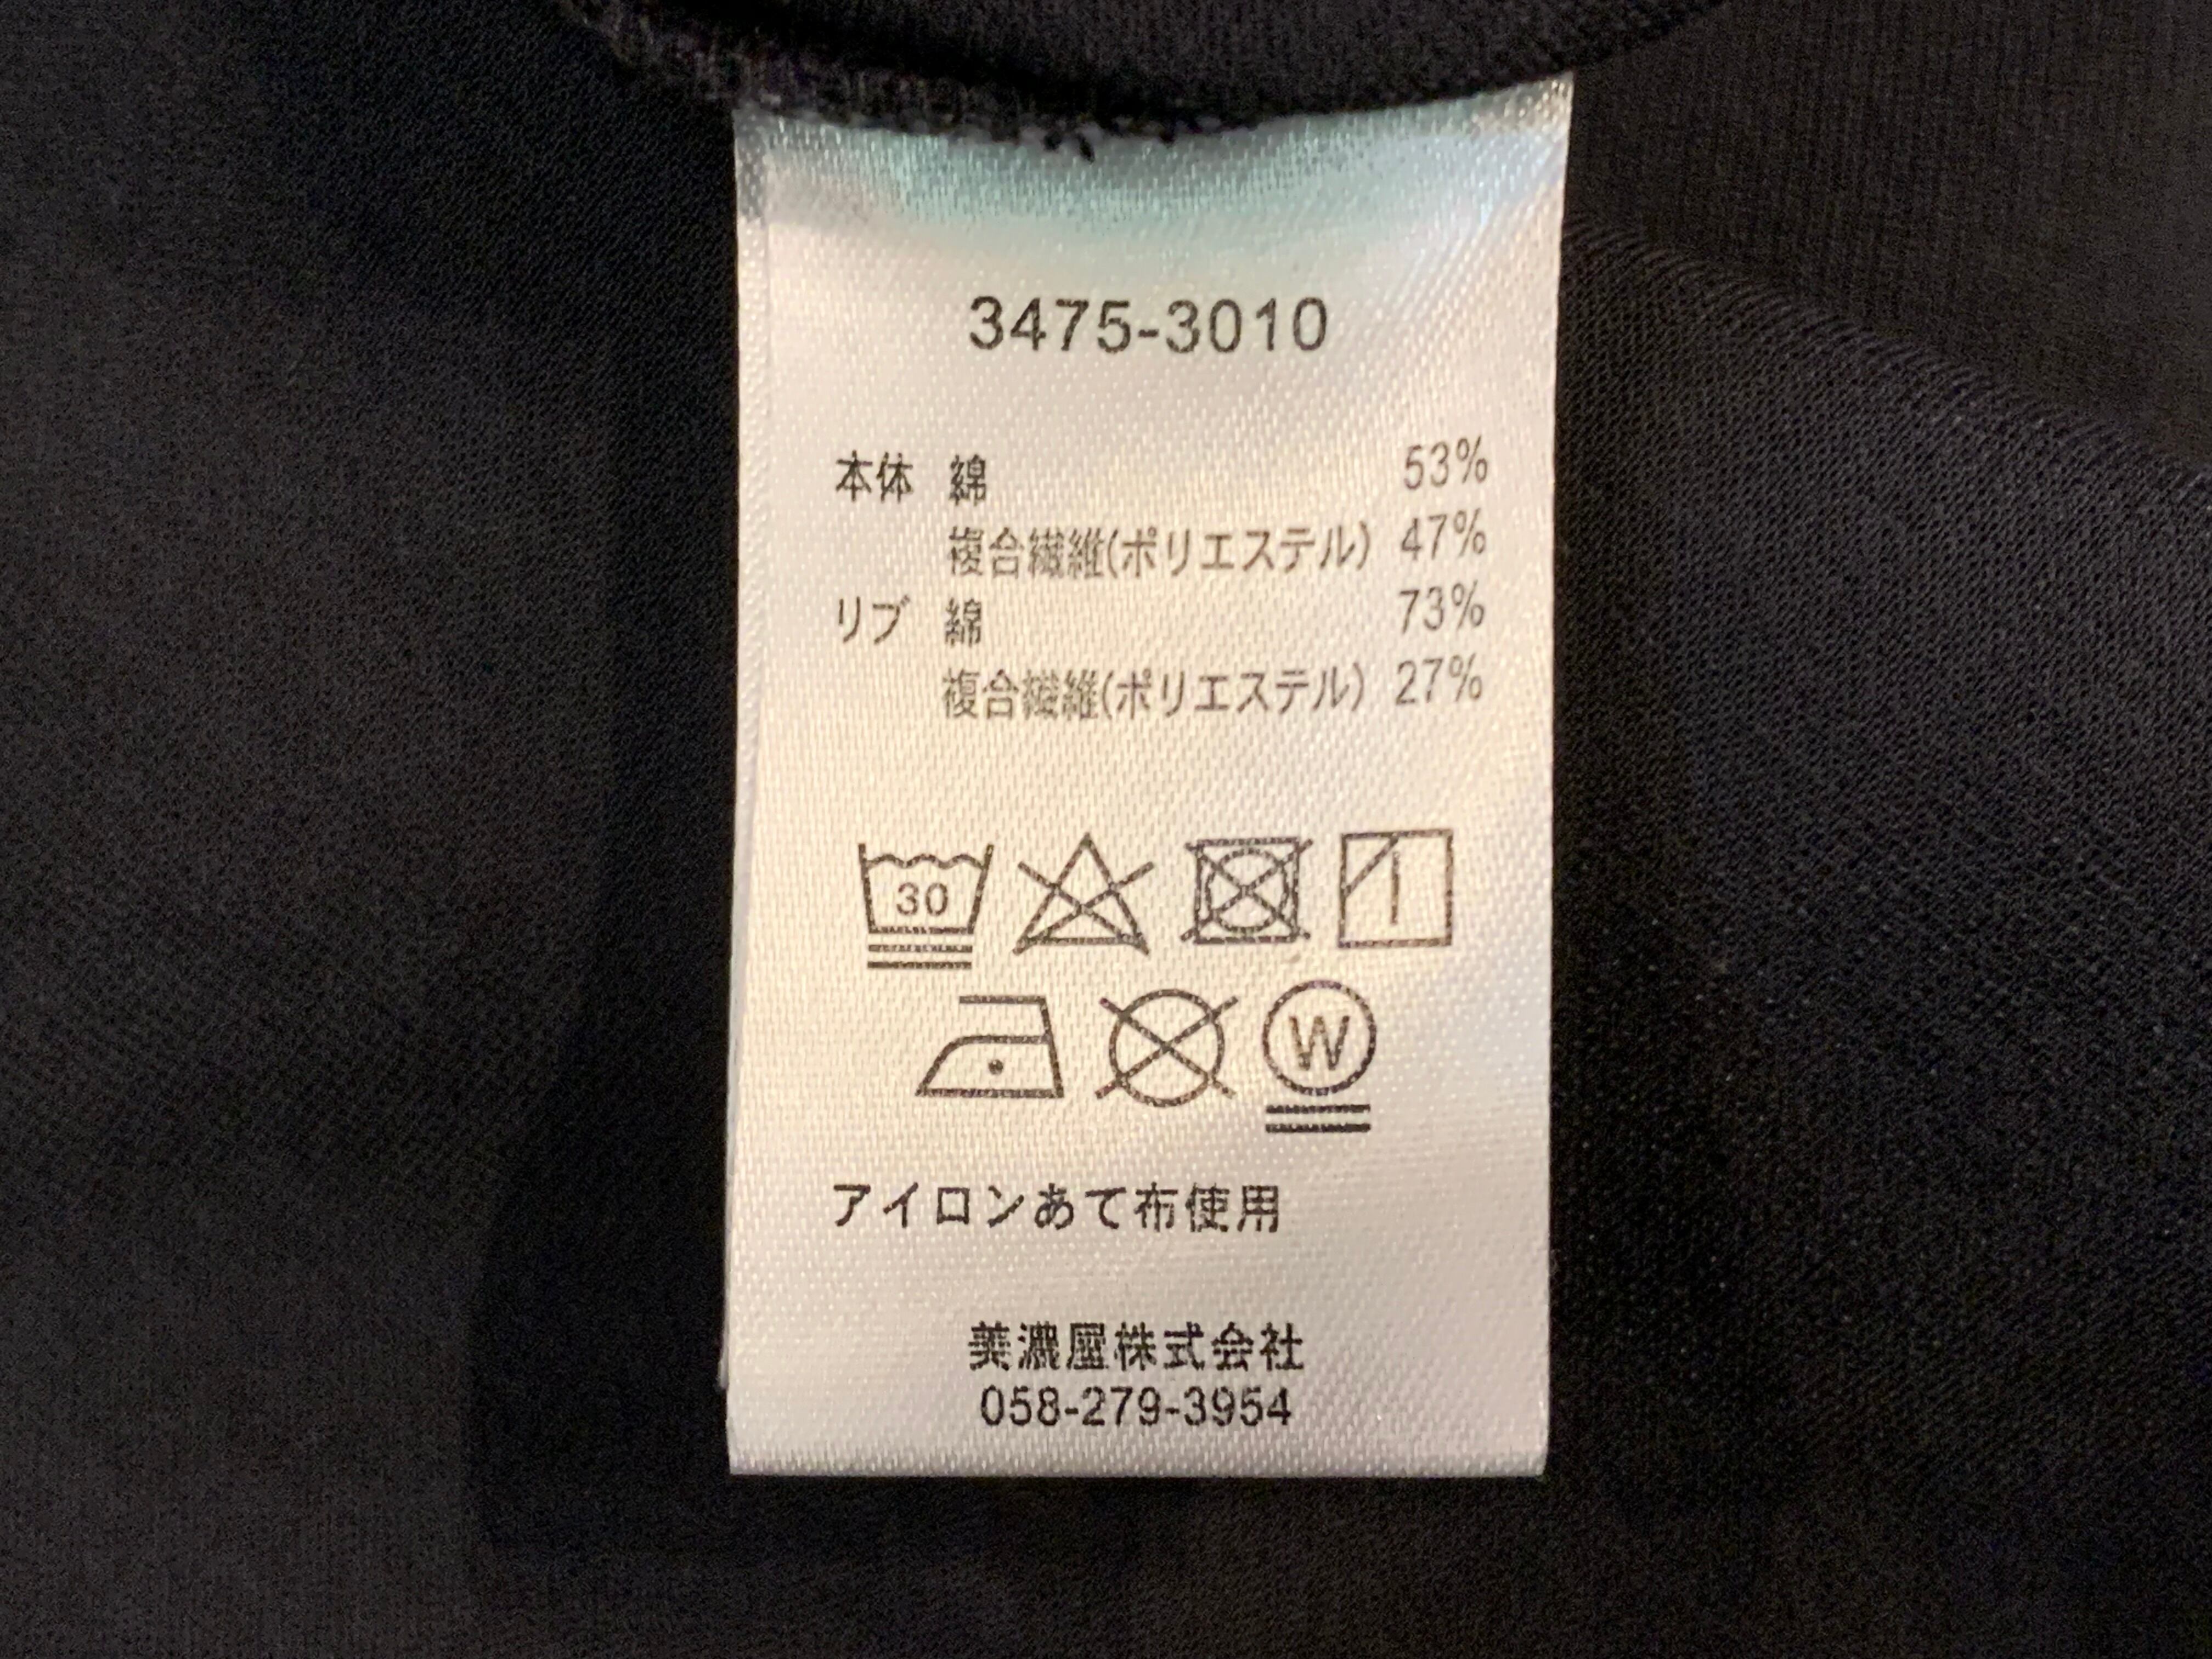 3475-3010
本体 綿 53%
複合繊維(ポリエステル) 47%
リブ 綿 73%
複合繊維(ポリエステル) 27%
30
W
アイロンあて布使用
美濃屋株式会社
058-279-3954